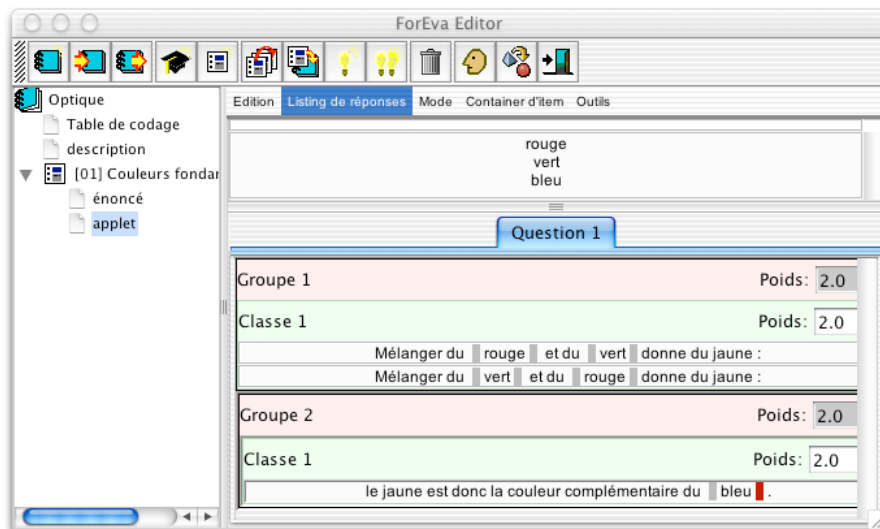 ForEva Editor
Optique
Table de codage
description
[01] Couleurs fondar
énoncé
applet
Edition Listing de réponses Mode Container d'item Outils
rouge
vert
bleu
Question 1
Groupe 1 Poids: 2.0
Classe 1 Poids: 2.0
Mélanger du rouge et du vert donne du jaune :
Mélanger du vert et du rouge donne du jaune :
Groupe 2 Poids: 2.0
Classe 1 Poids: 2.0
le jaune est donc la couleur complémentaire du bleu .